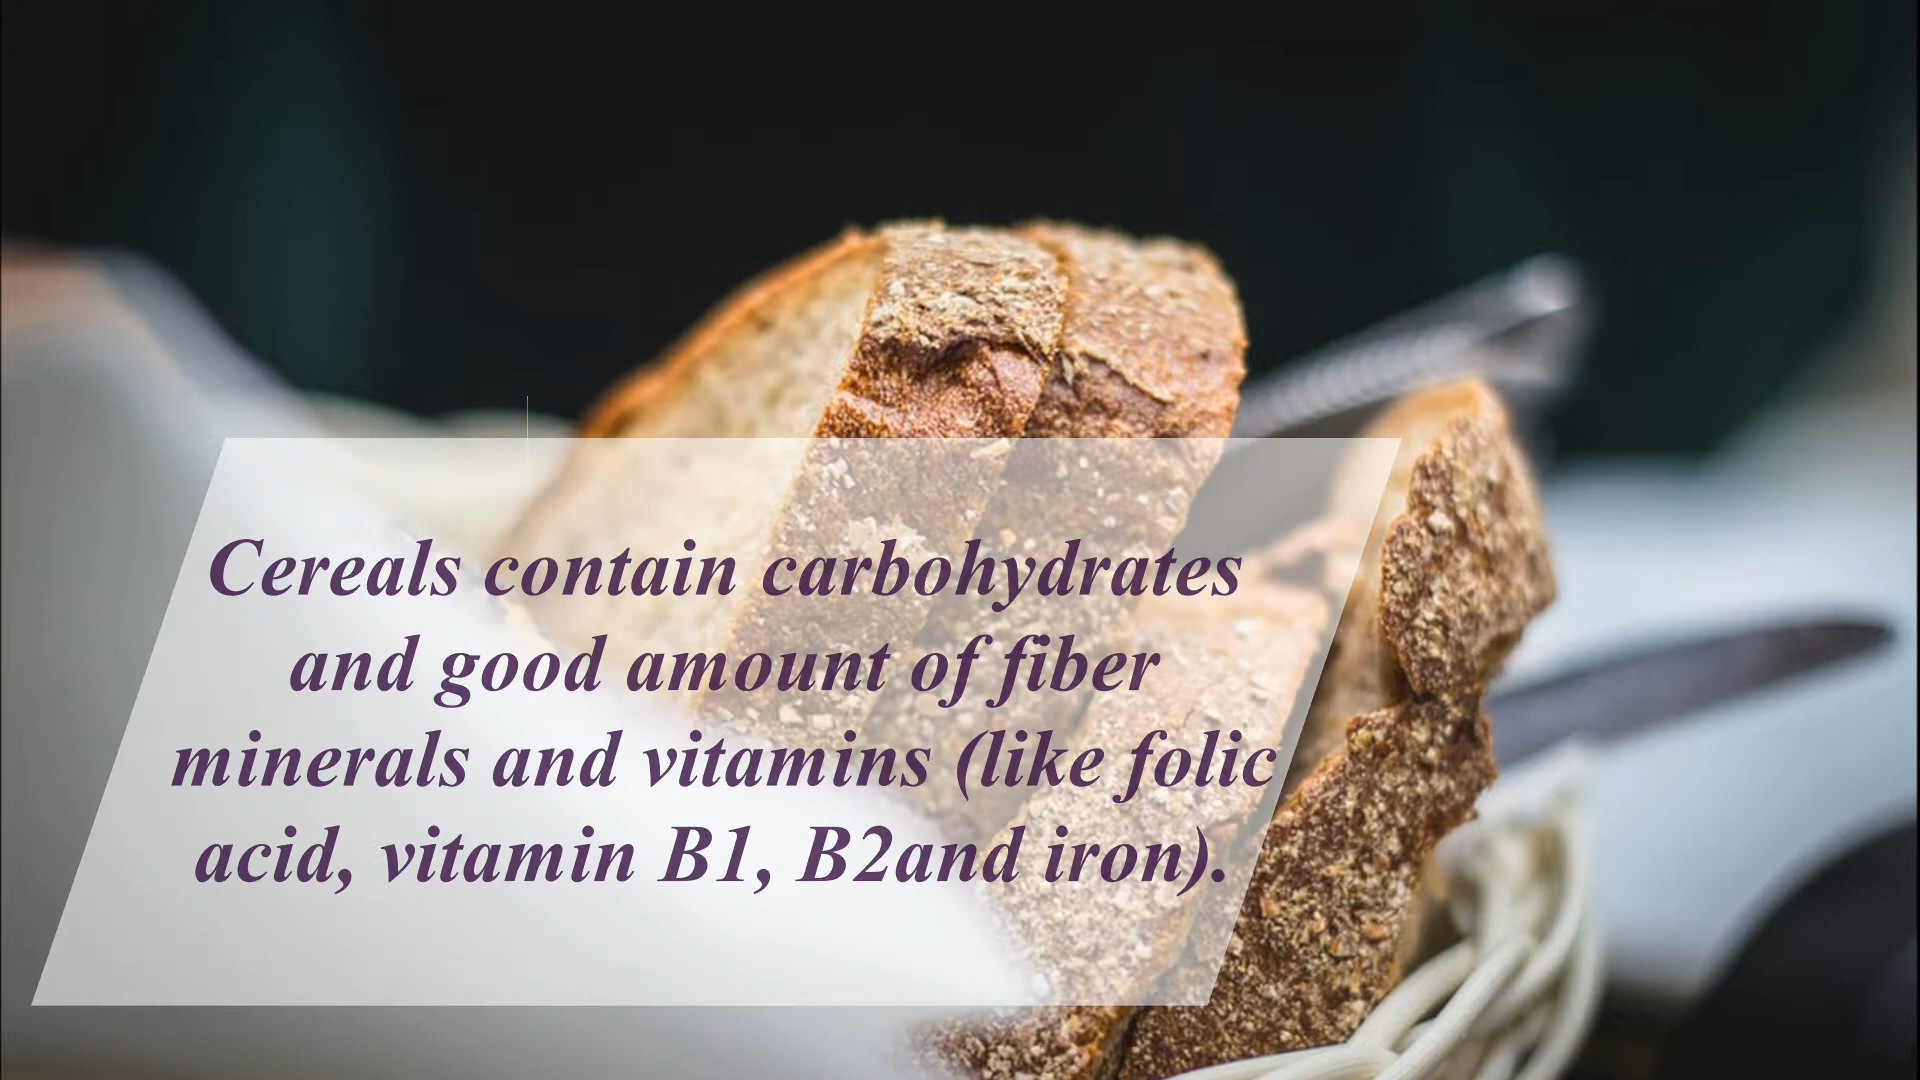 Cereals contain carbohydrates
and good amount of fiber
minerals and vitamins (like folic
acid, vitamin B1, B2and iron).